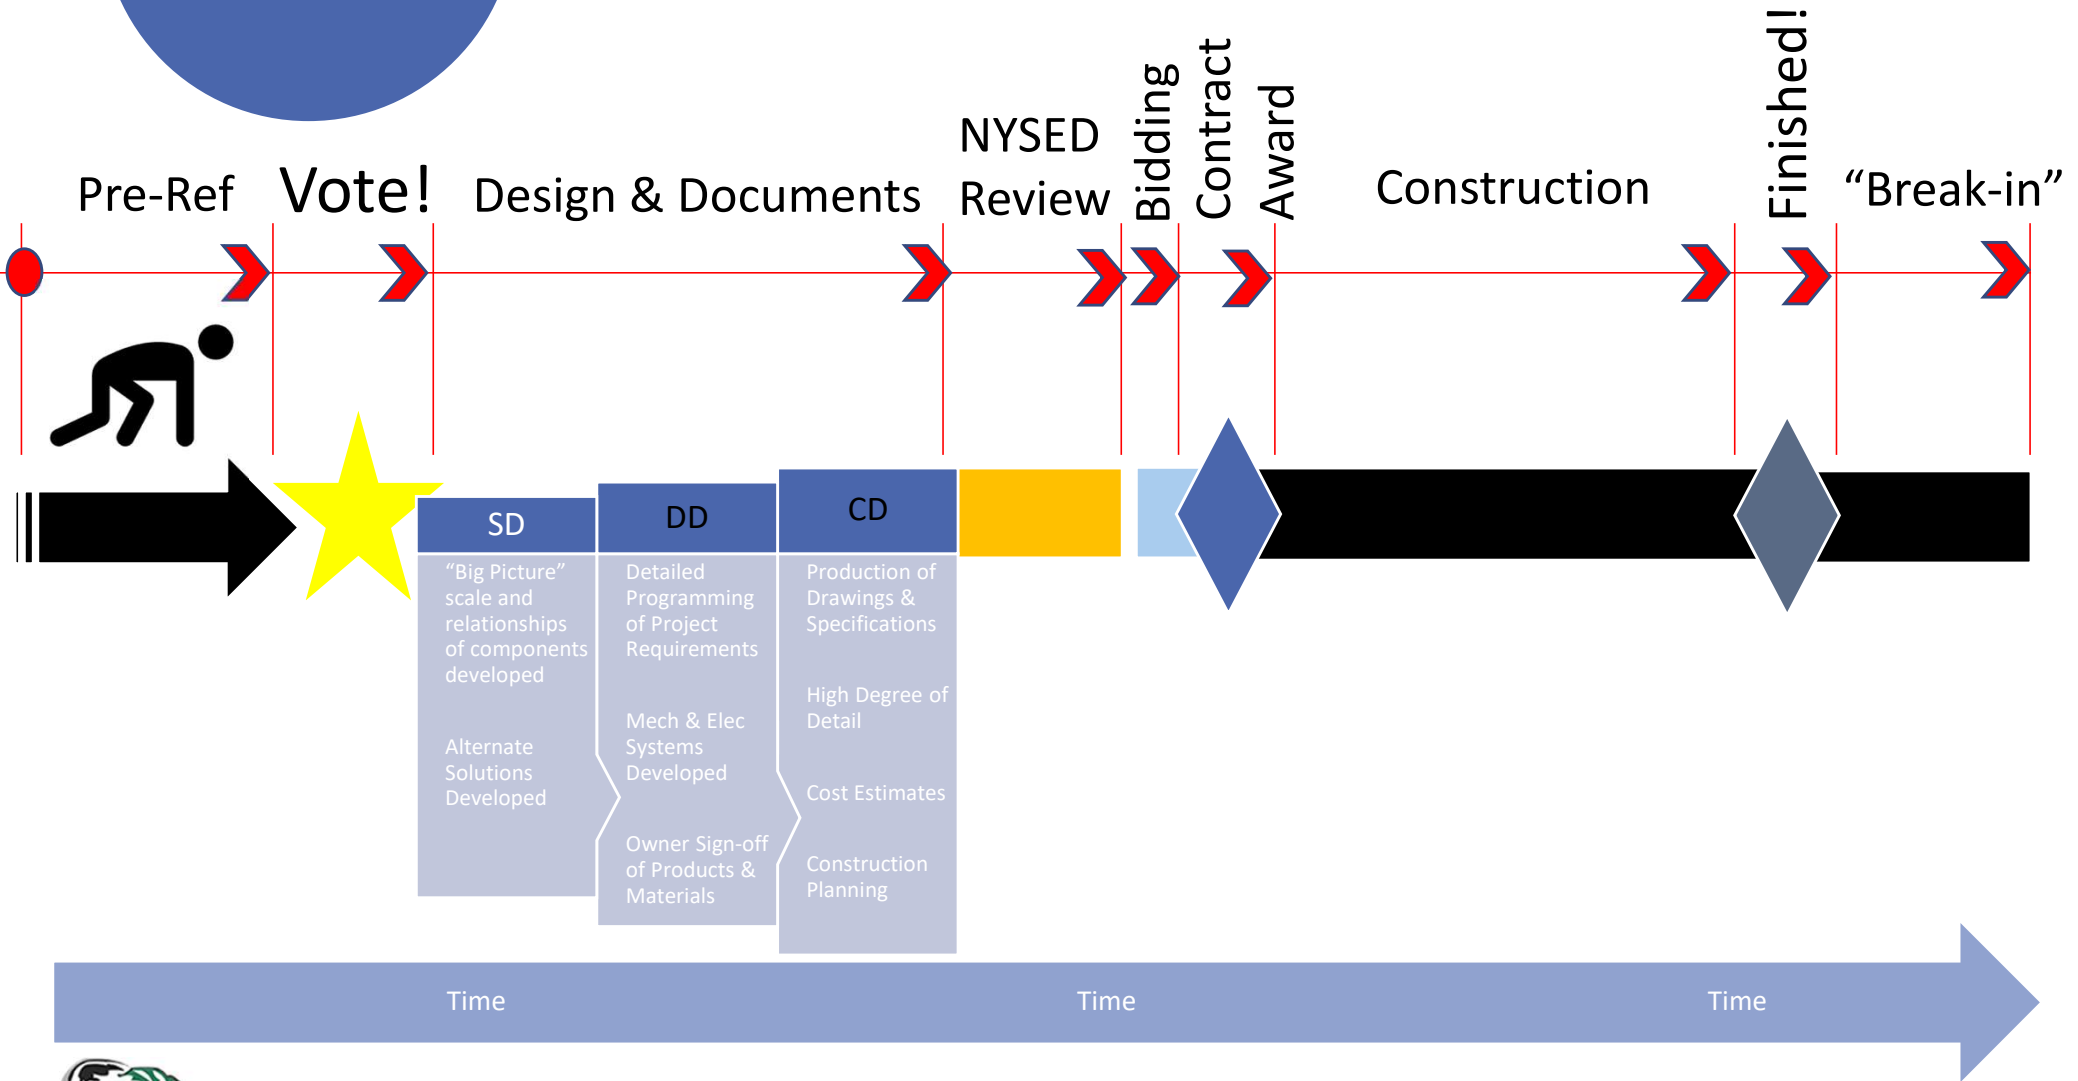 Pre-Ref
Vote!
Design & Documents
NYSED
Review
Bidding
Contract
Award
Construction
Finished!
“Break-in”
SD
“Big Picture”
scale and
relationships
of components
developed
Alternate
Solutions
Developed
DD
Detailed
Programming
of Project
Requirements
Mech & Elec
Systems
Developed
Owner Sign-off
of Products &
Materials
CD
Production of
Drawings &
Specifications
High Degree of
Detail
Cost Estimates
Construction
Planning
Time
Time
Time